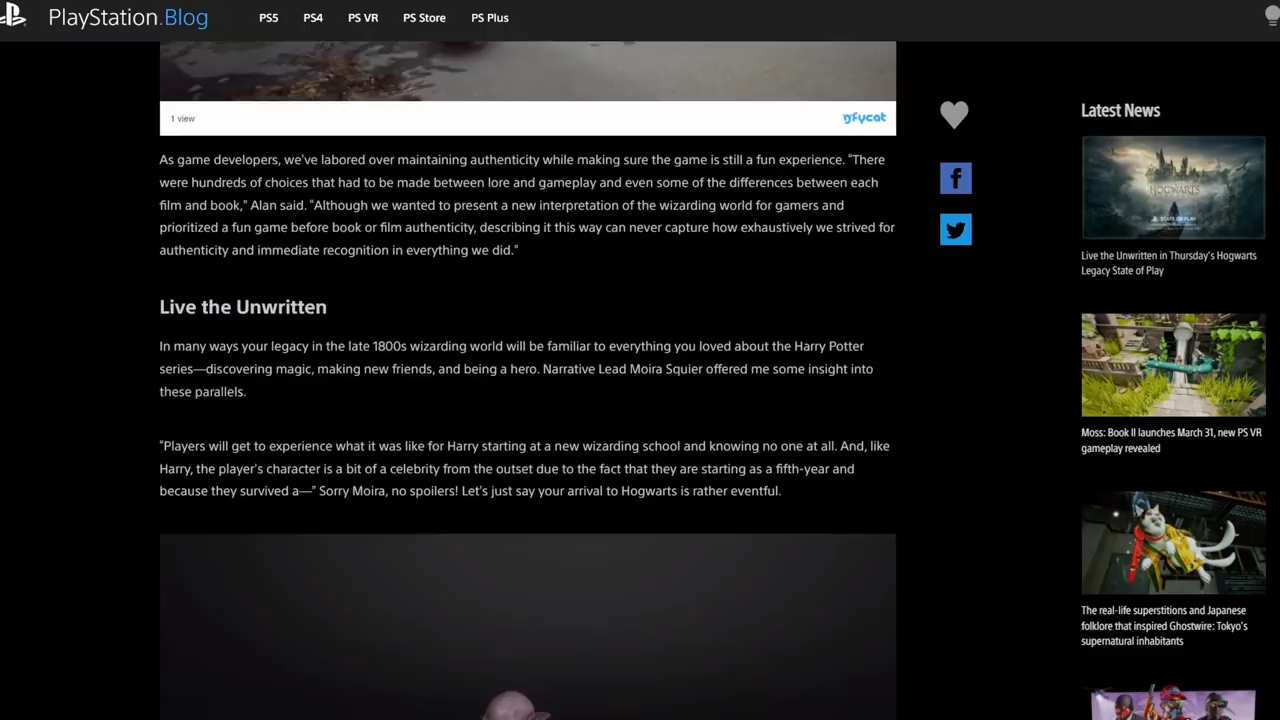 PlayStation.Blog
PS5
PS4
PS VR
PS Store
PS Plus
1 view
gfycat
As game developers, we've labored over maintaining authenticity while making sure the game is still a fun experience. “There
were hundreds of choices that had to be made between lore and gameplay and even some of the differences between each
film and book,” Alan said. “Although we wanted to present a new interpretation of the wizarding world for gamers and
prioritized a fun game before book or film authenticity, describing it this way can never capture how exhaustively we strived for
authenticity and immediate recognition in everything we did.”
Live the Unwritten
In many ways your legacy in the late 1800s wizarding world will be familiar to everything you loved about the Harry Potter
series—discovering magic, making new friends, and being a hero. Narrative Lead Moira Squier offered me some insight into
these parallels.
“Players will get to experience what it was like for Harry starting at a new wizarding school and knowing no one at all. And, like
Harry, the player's character is a bit of a celebrity from the outset due to the fact that they are starting as a fifth-year and
because they survived a—” Sorry Moira, no spoilers! Let's just say your arrival to Hogwarts is rather eventful.
Latest News
HOGWARTS
STATE OF PLAY
Live the Unwritten in Thursday's Hogwarts
Legacy State of Play
Moss: Book II launches March 31, new PS VR
gameplay revealed
The real-life superstitions and Japanese
folklore that inspired Ghostwire: Tokyo's
supernatural inhabitants